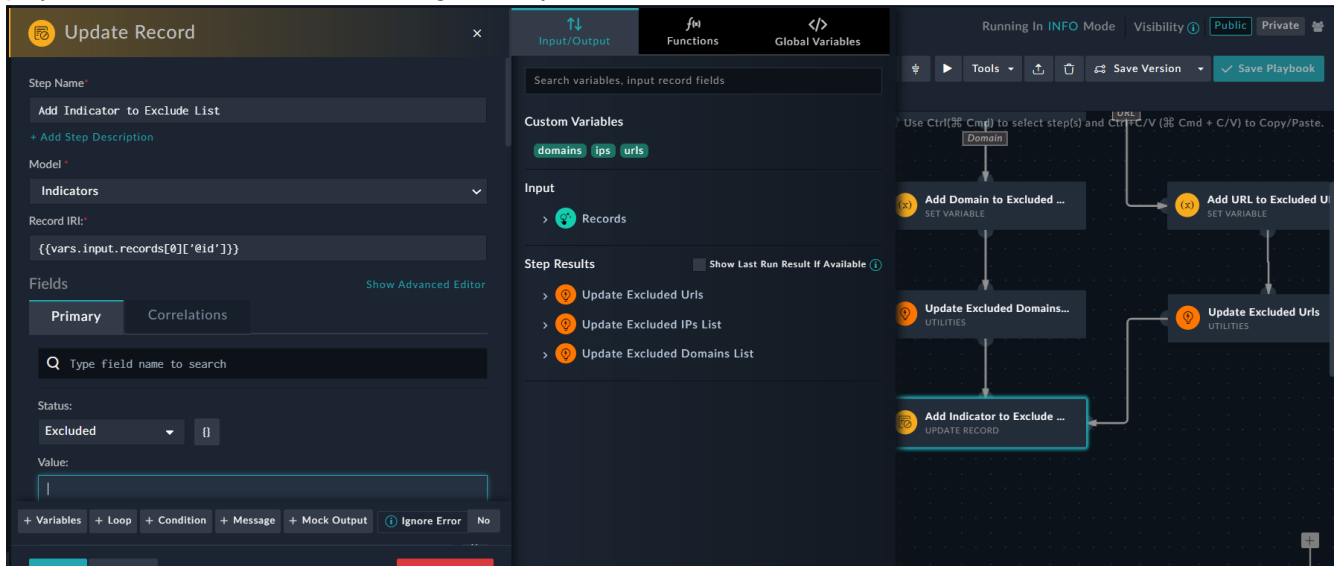 Update Record
×
Step Name*
Add Indicator to Exclude List
+ Add Step Description
Model *
Indicators
Record IRI:*
{{vars.input.records[0]['@id']}}
Fields
Show Advanced Editor
Primary
Correlations
Type field name to search
Status:
Excluded
{}
Value:
+ Variables
+ Loop
+ Condition
+ Message
+ Mock Output
Ignore Error
No
Input/Output
f(x)
Functions
</>
Global Variables
Search variables, input record fields
Custom Variables
domains ips urls
Input
Records
Step Results
Show Last Run Result If Available
Update Excluded Urls
Update Excluded IPs List
Update Excluded Domains List
Running In INFO Mode
Visibility
Public
Private
Tools
Save Version
Save Playbook
Use Ctrl(⌘ Cmd) to select step(s) and Ctrl+C/V (⌘ Cmd + C/V) to Copy/Paste.
URL
Domain
(x)
Add Domain to Excluded ...
SET VARIABLE
(x)
Add URL to Excluded U
SET VARIABLE
Update Excluded Domains...
UTILITIES
Update Excluded Urls
UTILITIES
Add Indicator to Exclude ...
UPDATE RECORD
+